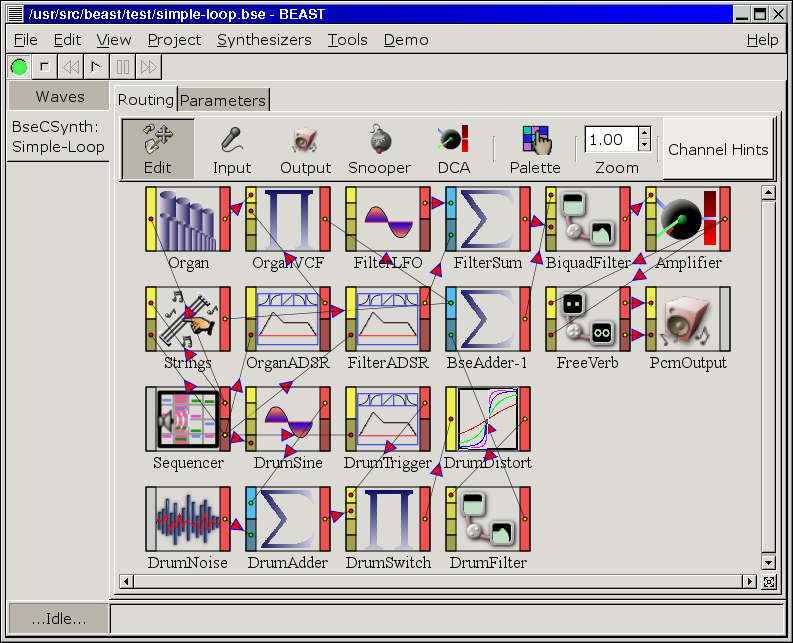 /usr/src/beast/test/simple-loop.bse - BEAST
File Edit View Project Synthesizers Tools Demo Help
Waves
BseCSynth:
Simple-Loop
Routing Parameters
Edit Input Output Snooper DCA Palette 1.00 Zoom Channel Hints
Organ OrganVCF FilterLFO FilterSum BiquadFilter Amplifier
Strings OrganADSR FilterADSR BseAdder-1 FreeVerb PcmOutput
Sequencer DrumSine DrumTrigger DrumDistort
DrumNoise DrumAdder DrumSwitch DrumFilter
...Idle...